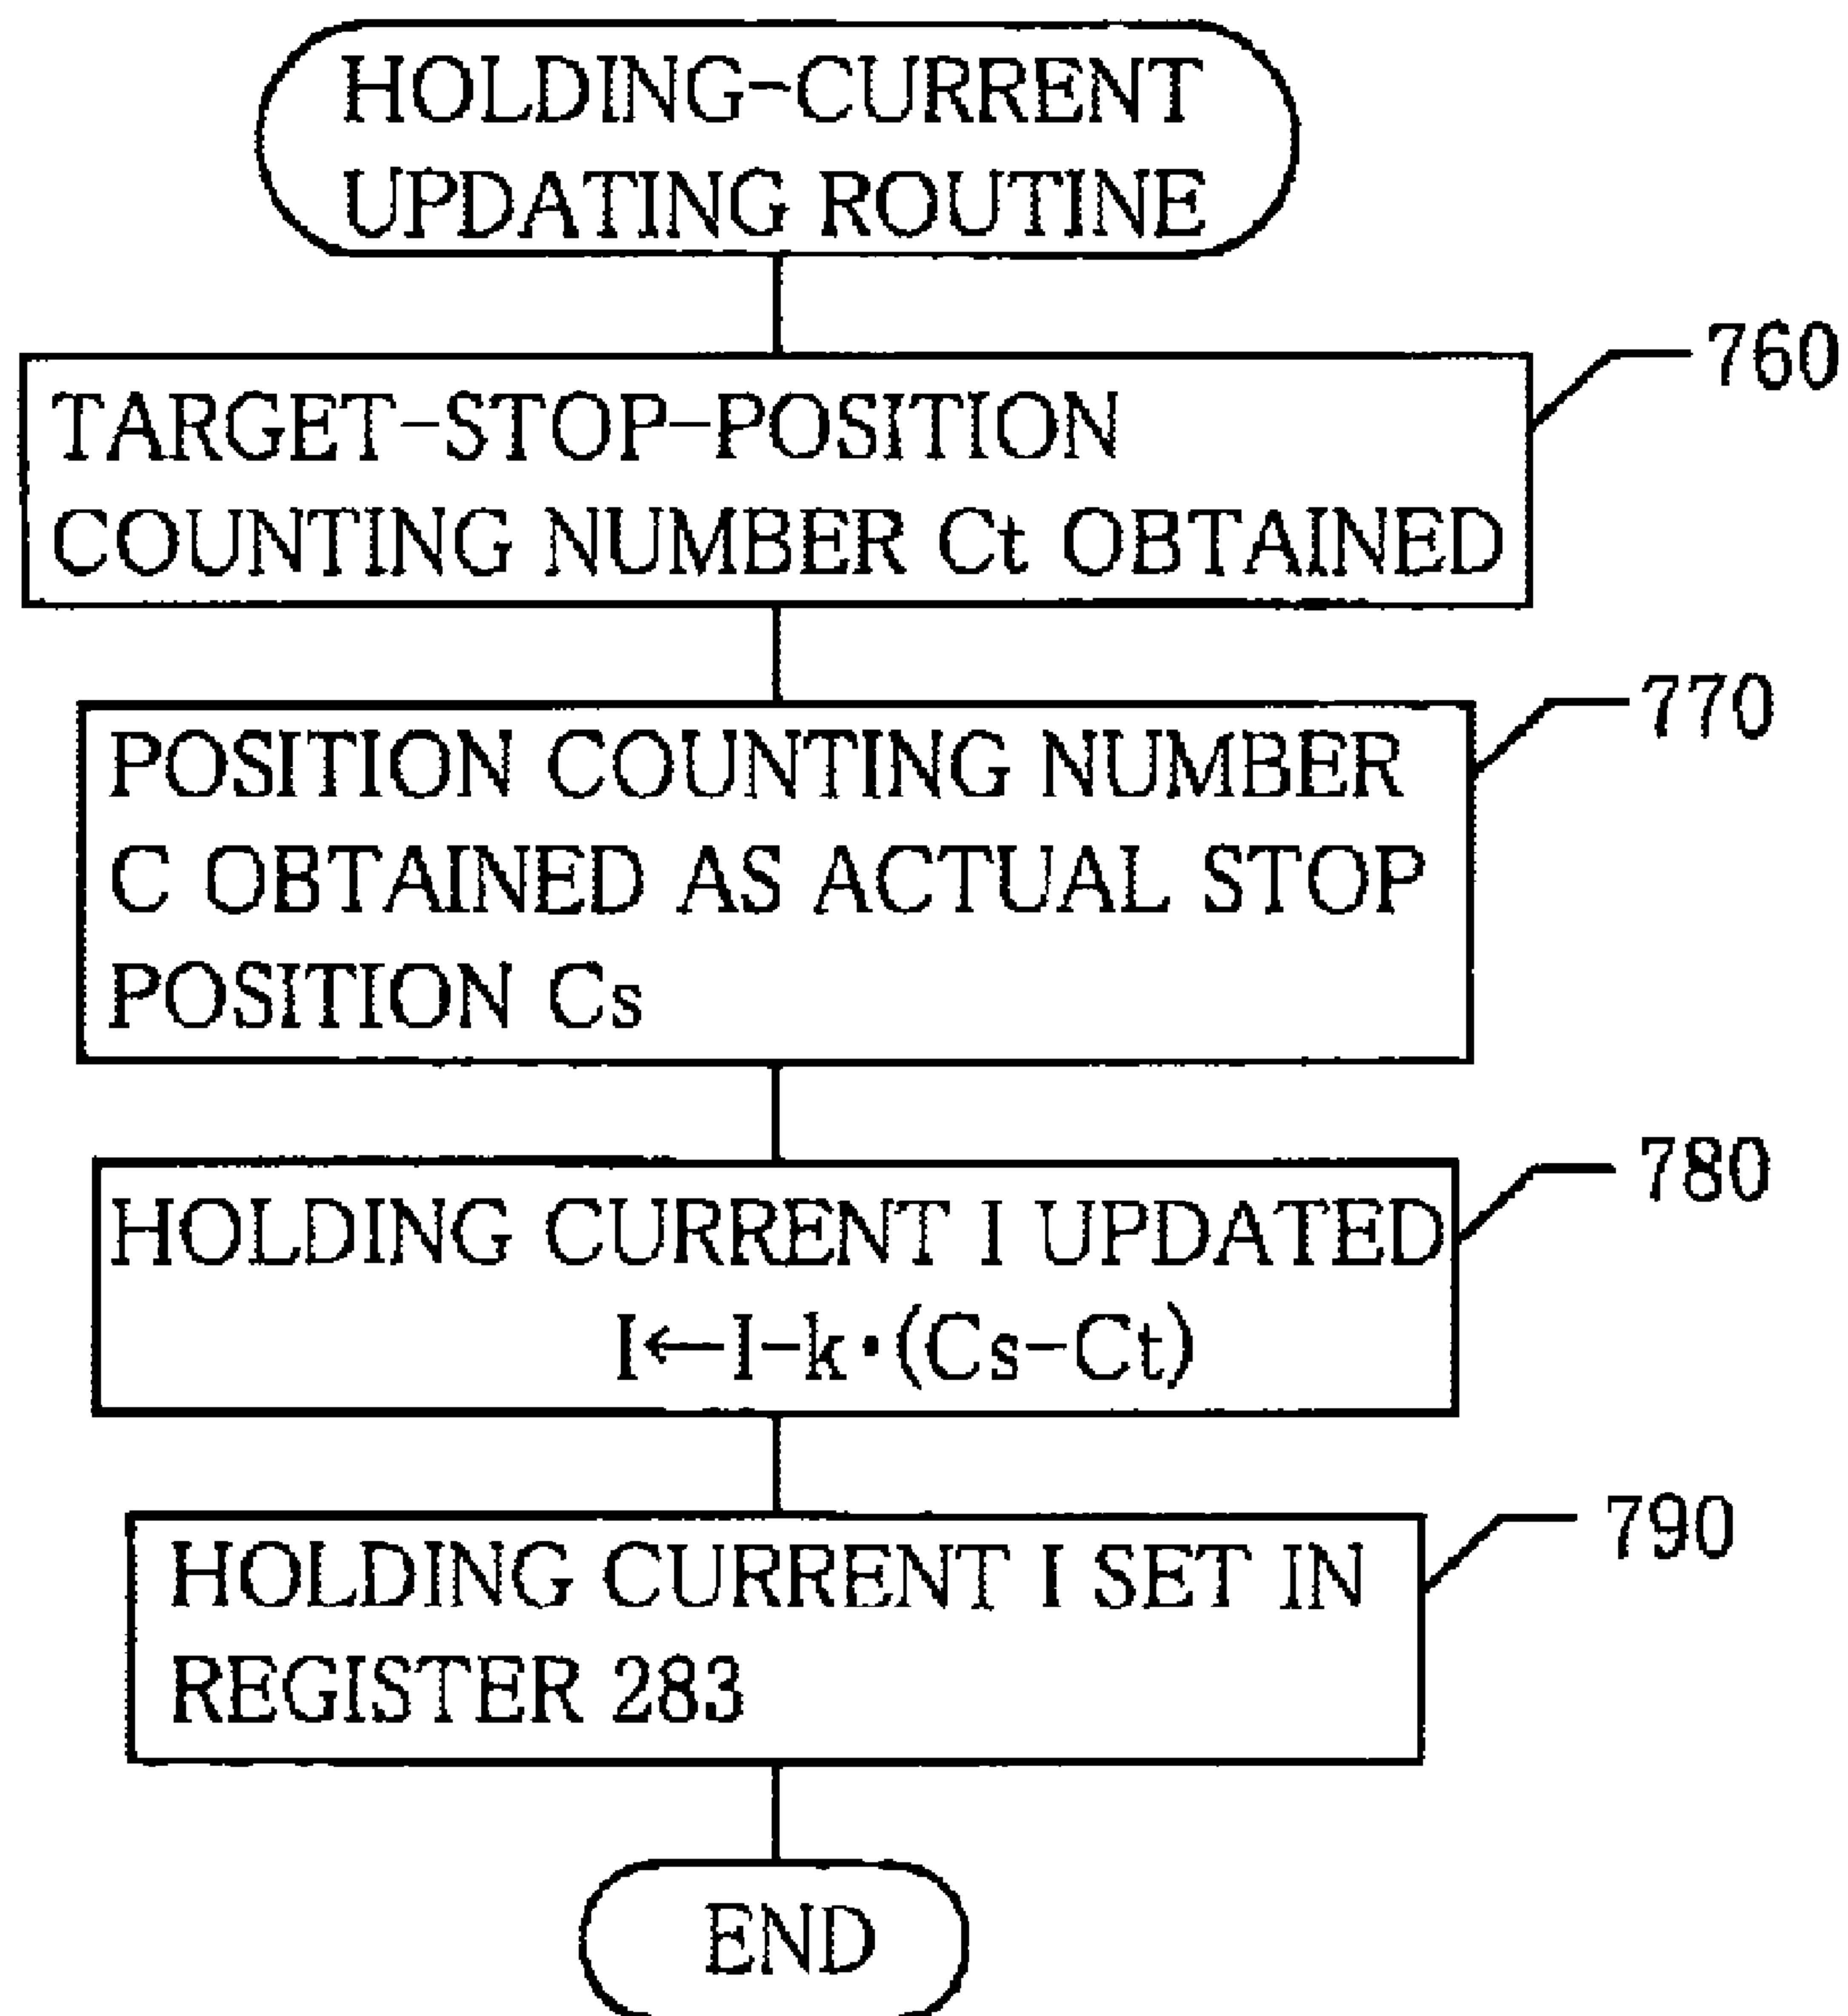 HOLDING-CURRENT
UPDATING ROUTINE
760
TARGET-STOP-POSITION
COUNTING NUMBER Ct OBTAINED
770
POSITION COUNTING NUMBER
C OBTAINED AS ACTUAL STOP
POSITION Cs
780
HOLDING CURRENT I UPDATED
I←I-k·(Cs-Ct)
790
HOLDING CURRENT I SET IN
REGISTER 283
END